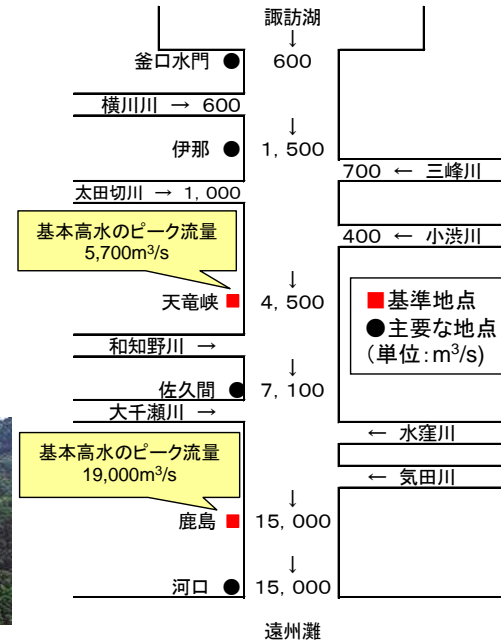 諏訪湖
↓
釜口水門 ● 600
横川川 → 600
↓
伊那 ● 1,500
700 ← 三峰川
太田切川 → 1,000
400 ← 小渋川
基本高水のピーク流量
5,700m³/s
↓
天竜峡 ■ 4,500
■基準地点
●主要な地点
(単位:m³/s)
和知野川 →
↓
佐久間 ● 7,100
大千瀬川 →
← 水窪川
基本高水のピーク流量
19,000m³/s
← 気田川
↓
鹿島 ■ 15,000
↓
河口 ● 15,000
遠州灘